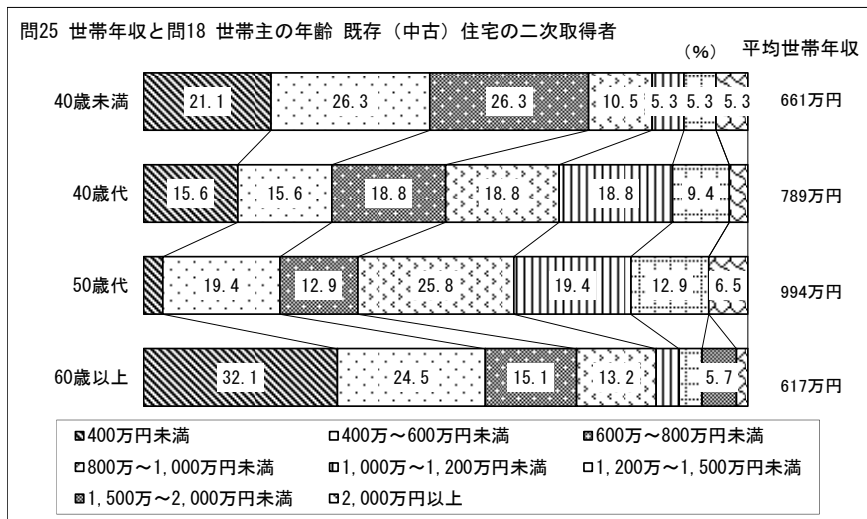 問25 世帯年収と問18 世帯主の年齢 既存（中古）住宅の二次取得者
（%） 平均世帯年収
40歳未満 21.1 26.3 26.3 10.5 5.3 5.3 5.3 661万円
40歳代 15.6 15.6 18.8 18.8 18.8 9.4 789万円
50歳代 19.4 12.9 25.8 19.4 12.9 6.5 994万円
60歳以上 32.1 24.5 15.1 13.2 5.7 617万円
400万円未満 400万～600万円未満 600万～800万円未満
800万～1,000万円未満 1,000万～1,200万円未満 1,200万～1,500万円未満
1,500万～2,000万円未満 2,000万円以上